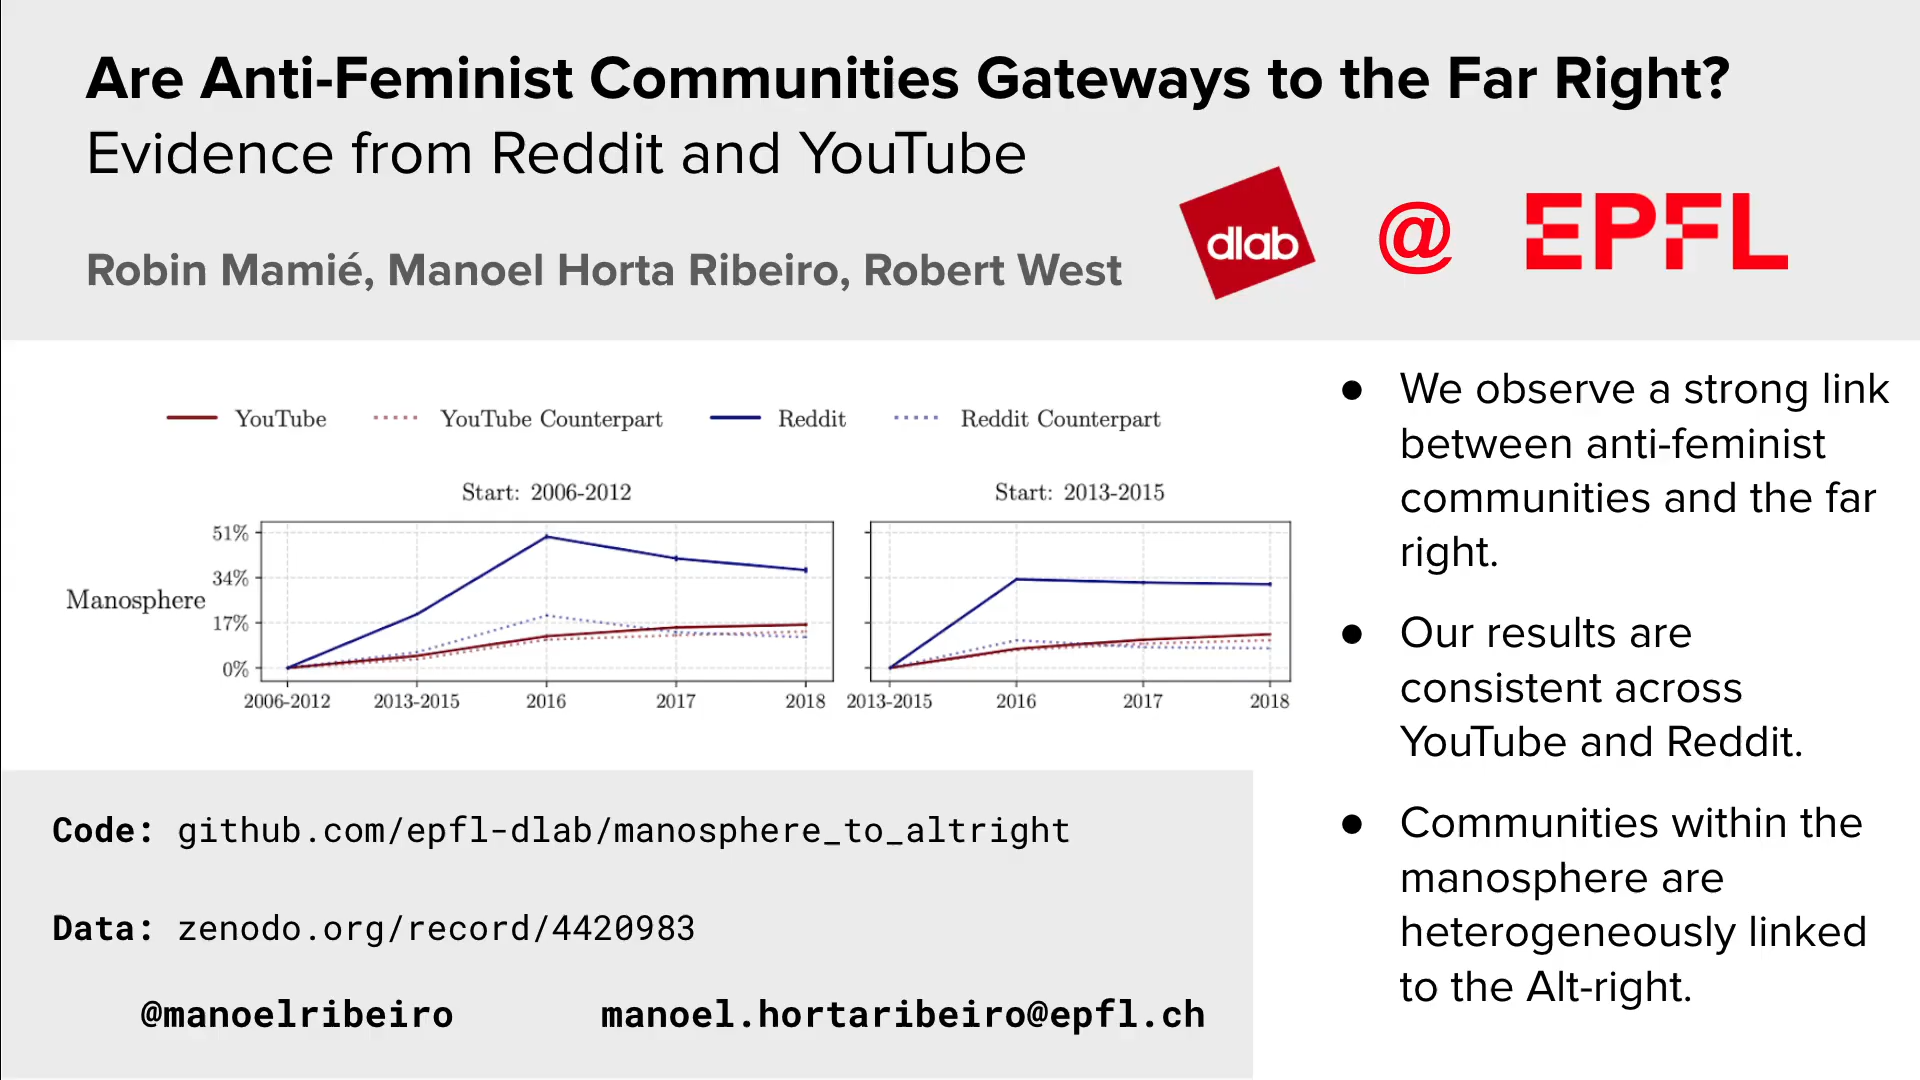 Are Anti-Feminist Communities Gateways to the Far Right?
Evidence from Reddit and YouTube
Robin Mamié, Manoel Horta Ribeiro, Robert West
dlab @ EPFL
YouTube YouTube Counterpart Reddit Reddit Counterpart
Start: 2006-2012 Start: 2013-2015
51%
34%
Manosphere
17%
0%
2006-2012 2013-2015 2016 2017 2018 2013-2015 2016 2017 2018
● We observe a strong link
between anti-feminist
communities and the far
right.
● Our results are
consistent across
YouTube and Reddit.
● Communities within the
manosphere are
heterogeneously linked
to the Alt-right.
Code: github.com/epfl-dlab/manosphere_to_altright
Data: zenodo.org/record/4420983
@manoelribeiro manoel.hortaribeiro@epfl.ch